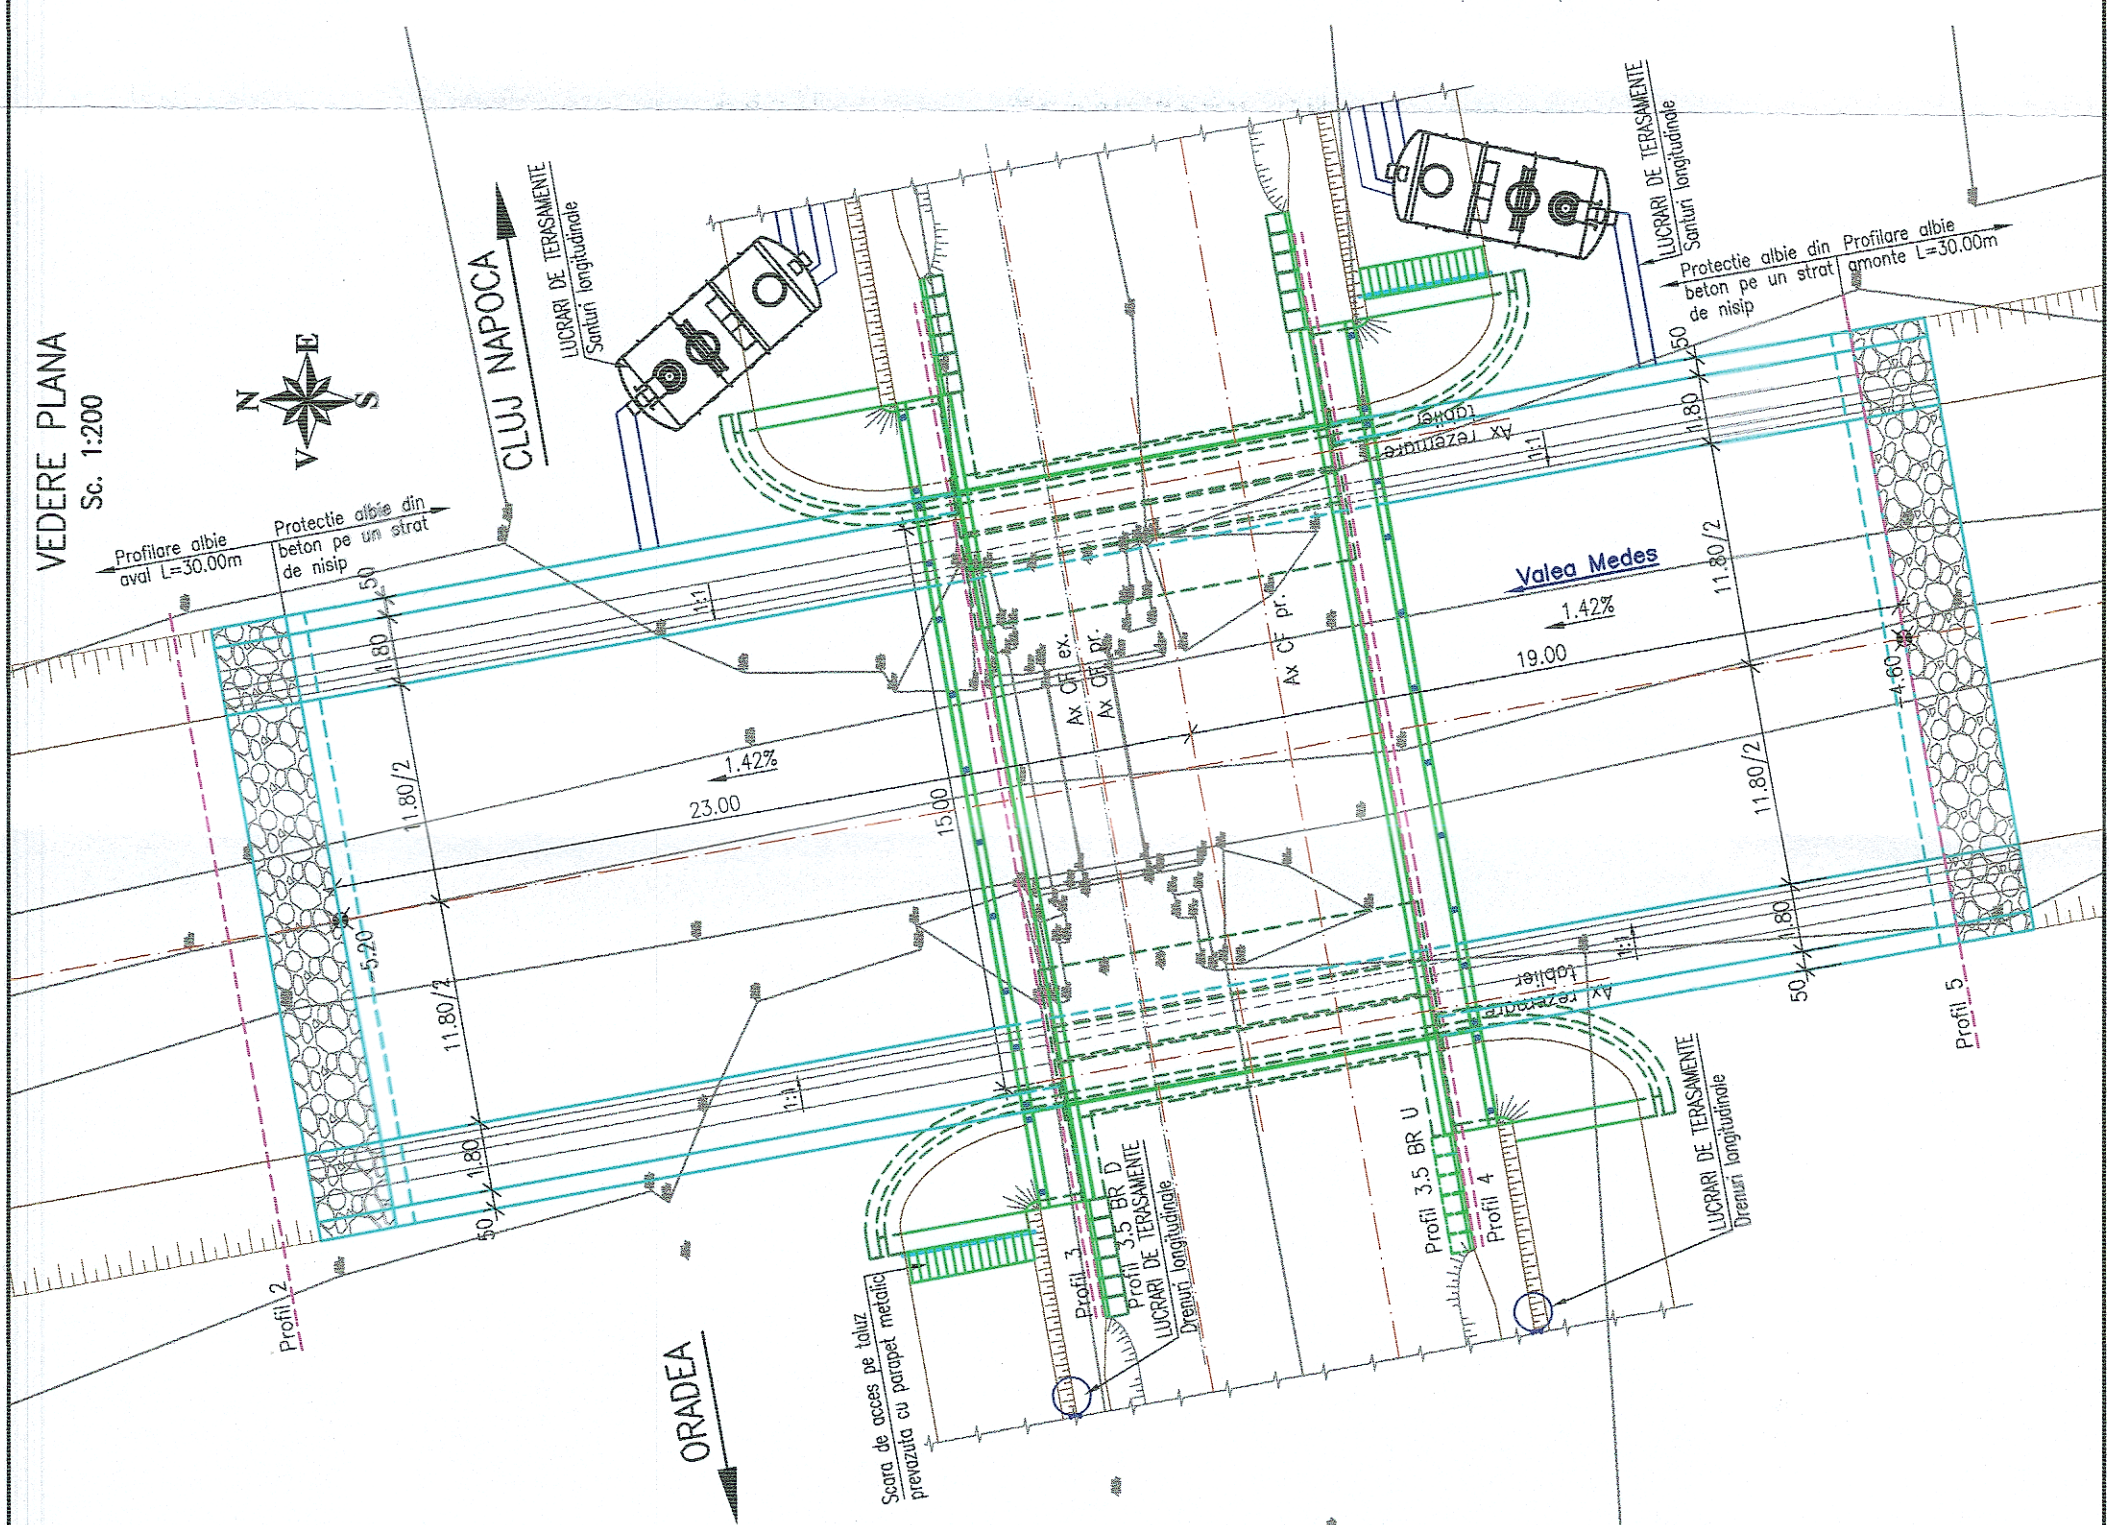 VEDERE PLANA
Sc. 1:200
N
E
S
V
CLUJ NAPOCA
LUCRARI DE TERASAMENTE
Santuri longitudinale
LUCRARI DE TERASAMENTE
Santuri longitudinale
Profilare albie
aval L=30.00m
Protectie albie din
beton pe un strat
de nisip
Protectie albie din
beton pe un strat
de nisip
Profilare albie
amonte L=30.00m
50
1.80
11.80/2
11.80/2
1.80
50
5.20
1:1
1:1
1.42%
23.00
15.00
Ax CF ex.
Ax CF pr.
Ax CF pr.
Ax rezemare
tablier
1:1
Valea Medes
1.42%
19.00
4.60
50
1.80
11.80/2
11.80/2
1.80
50
1:1
Ax rezemare
tablier
Profil 2
Profil 3
Profil 3.5 BR D
LUCRARI DE TERASAMENTE
Drenuri longitudinale
Profil 3.5 BR U
Profil 4
Profil 5
LUCRARI DE TERASAMENTE
Drenuri longitudinale
Scara de acces pe taluz
prevazuta cu parapet metalic
ORADEA